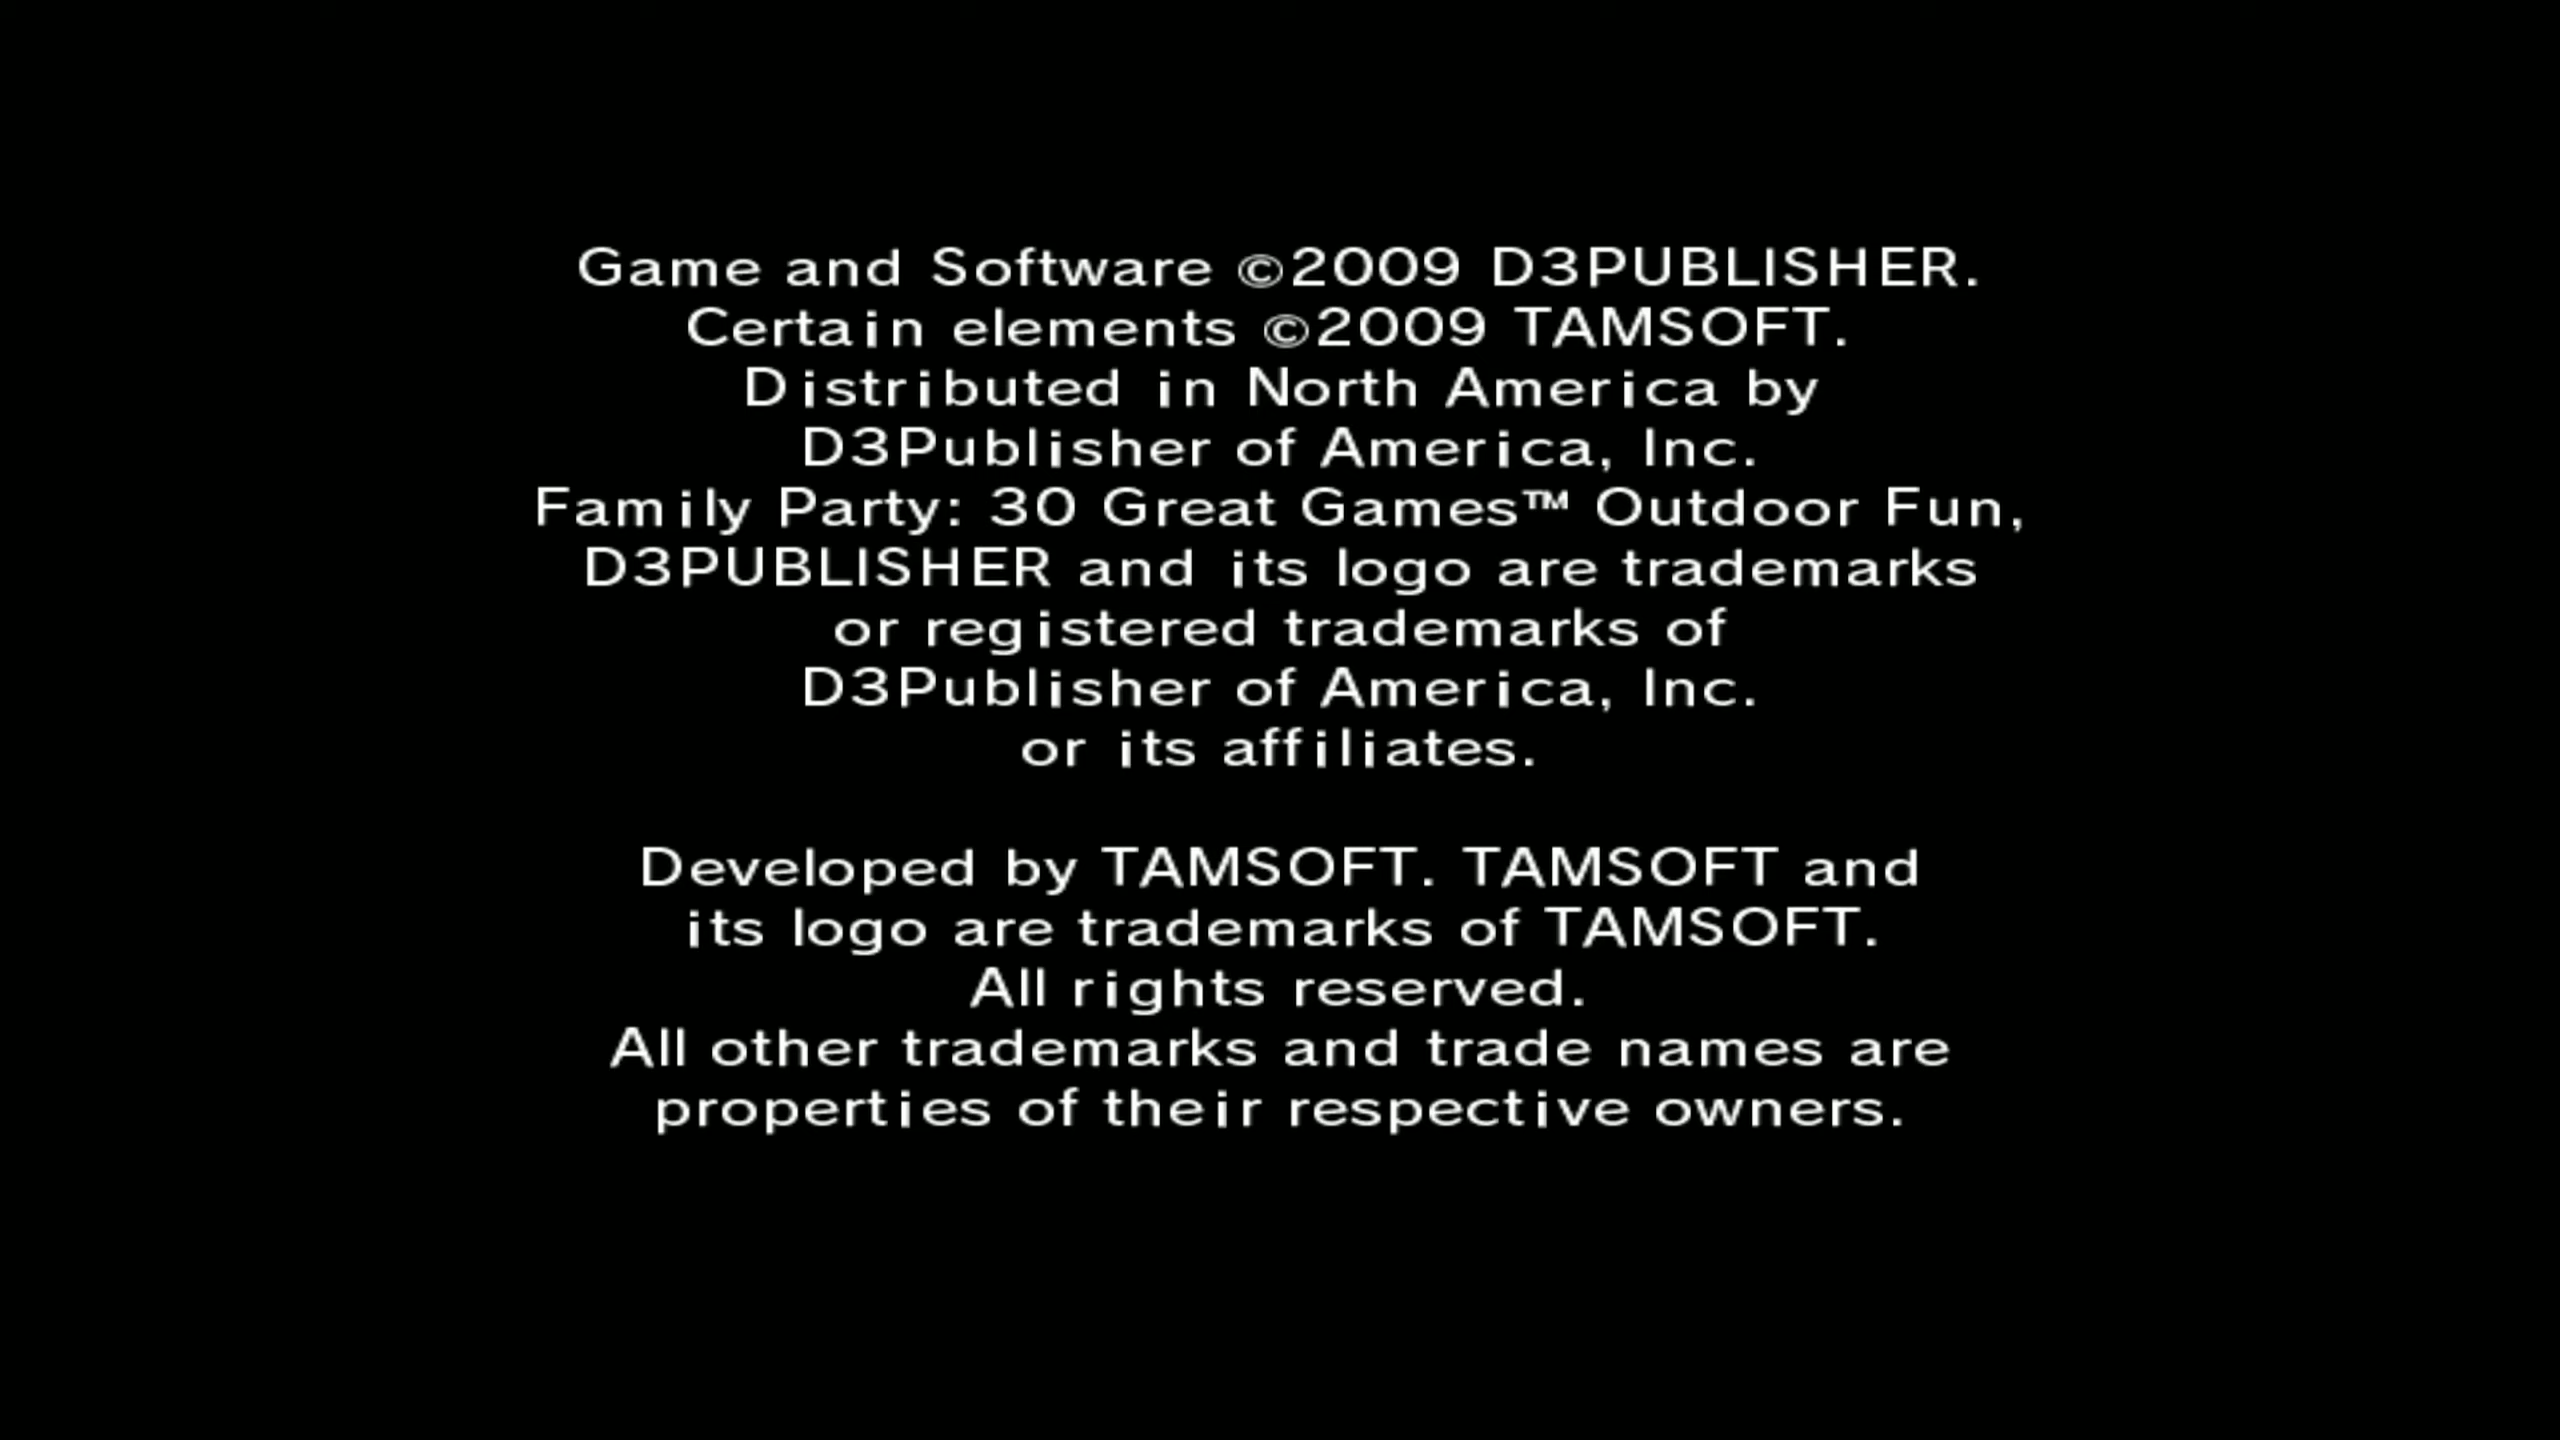 Game and Software ©2009 D3PUBLISHER.
Certain elements ©2009 TAMSOFT.
Distributed in North America by
D3Publisher of America, Inc.
Family Party: 30 Great Games™ Outdoor Fun,
D3PUBLISHER and its logo are trademarks
or registered trademarks of
D3Publisher of America, Inc.
or its affiliates.
Developed by TAMSOFT. TAMSOFT and
its logo are trademarks of TAMSOFT.
All rights reserved.
All other trademarks and trade names are
properties of their respective owners.